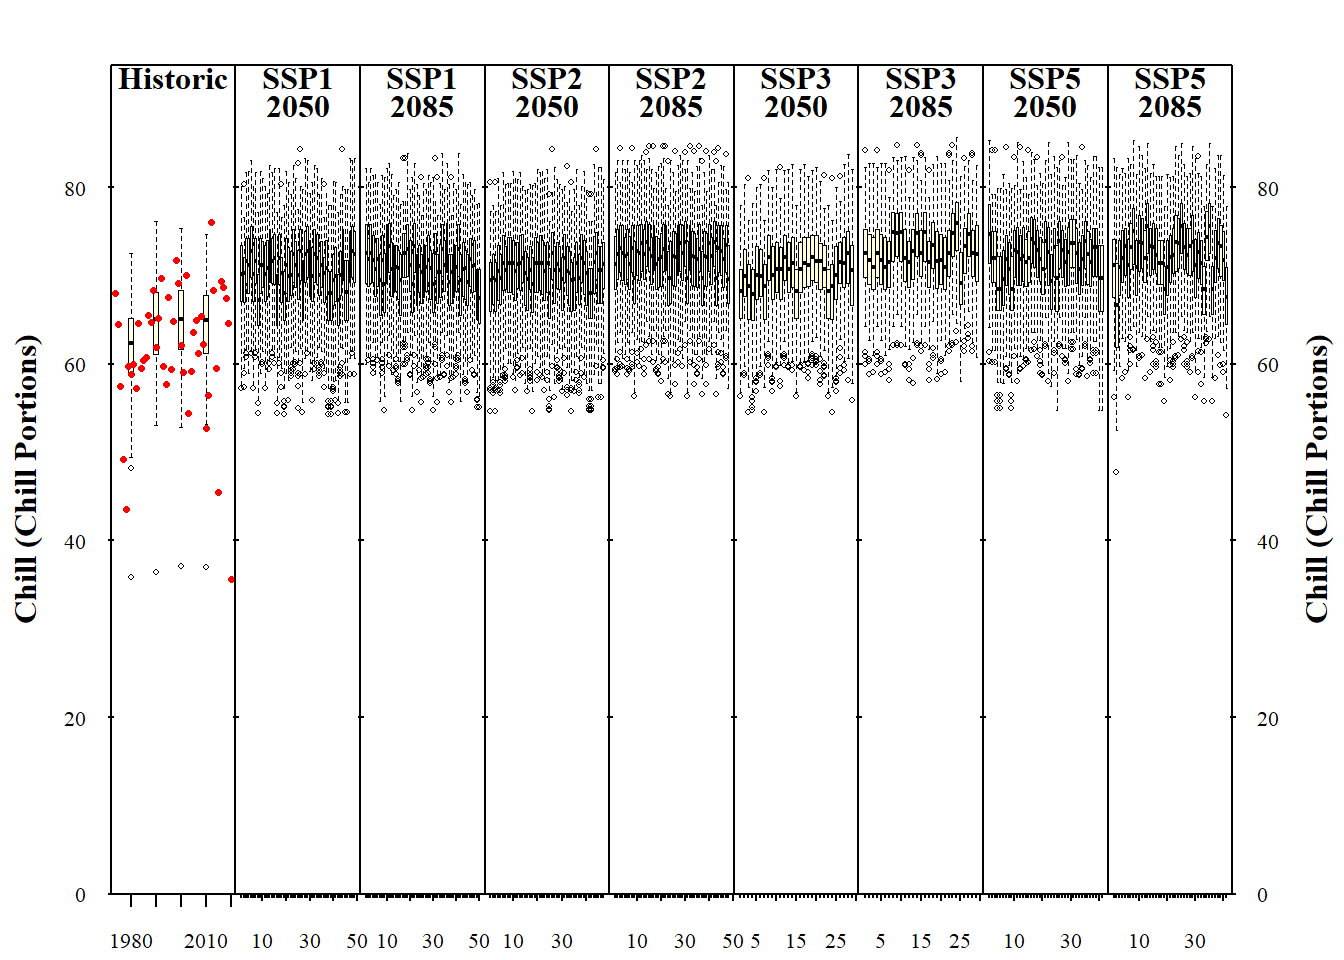 Historic SSP1 SSP1 SSP2 SSP2 SSP3 SSP3 SSP5 SSP5
2050 2085 2050 2085 2050 2085 2050 2085
80 80
60 60
Chill (Chill Portions) Chill (Chill Portions)
40 40
20 20
0 0
1980 2010 10 30 50 10 30 50 10 30 10 30 50 5 15 25 5 15 25 10 30 10 30